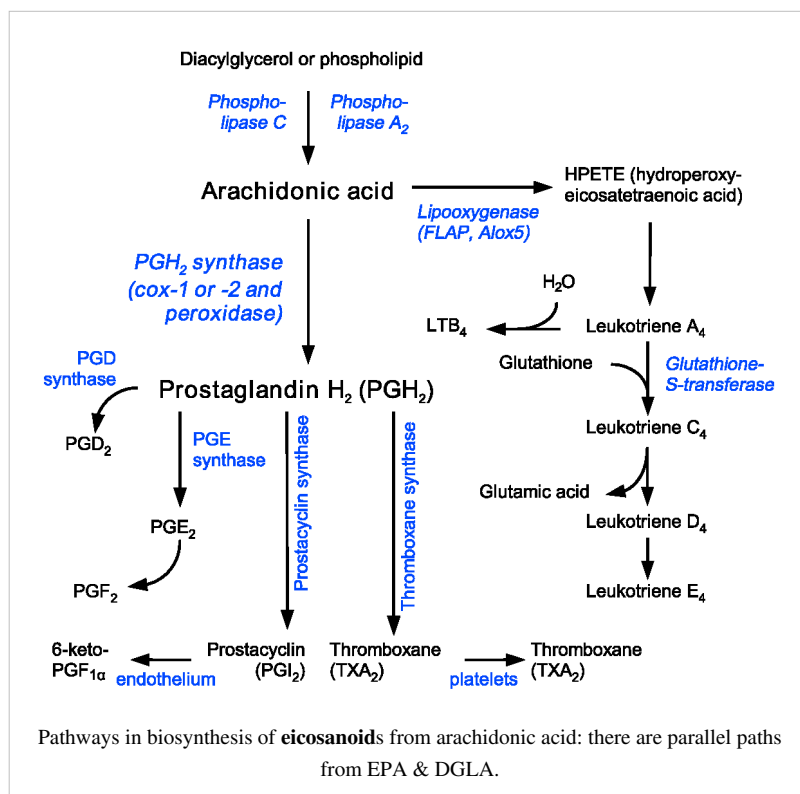 Diacylglycerol or phospholipid
Phospho-
lipase C
Phospho-
lipase A₂
Arachidonic acid
Lipooxygenase
(FLAP, Alox5)
HPETE (hydroperoxy-
eicosatetraenoic acid)
PGH₂ synthase
(cox-1 or -2 and
peroxidase)
H₂O
LTB₄
Leukotriene A₄
Glutathione
Glutathione-
S-transferase
PGD
synthase
Prostaglandin H₂ (PGH₂)
PGD₂
PGE
synthase
Prostacyclin synthase
Thromboxane synthase
Leukotriene C₄
Glutamic acid
Leukotriene D₄
PGE₂
PGF₂
Leukotriene E₄
6-keto-
PGF₁α
endothelium
Prostacyclin
(PGI₂)
Thromboxane
(TXA₂)
platelets
Thromboxane
(TXA₂)
Pathways in biosynthesis of eicosanoids from arachidonic acid: there are parallel paths
from EPA & DGLA.